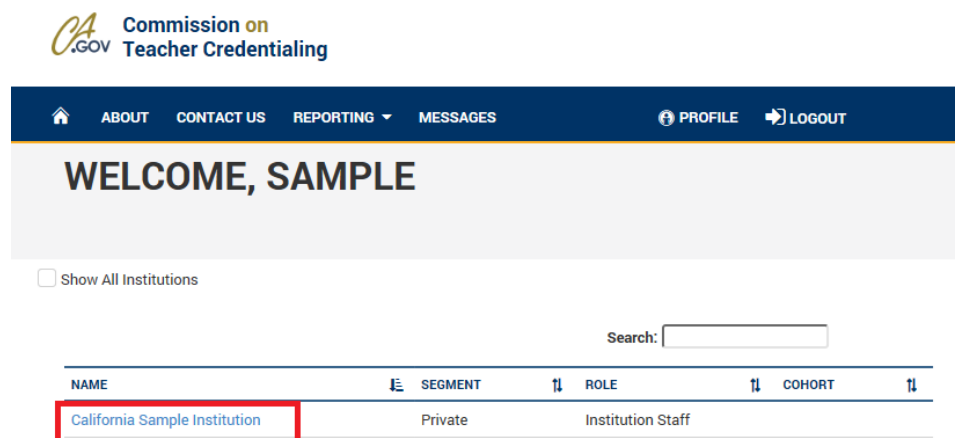 CA
.GOV
Commission on
Teacher Credentialing
ABOUT CONTACT US REPORTING MESSAGES PROFILE LOGOUT
WELCOME, SAMPLE
Show All Institutions
Search:
NAME SEGMENT ROLE COHORT
California Sample Institution Private Institution Staff